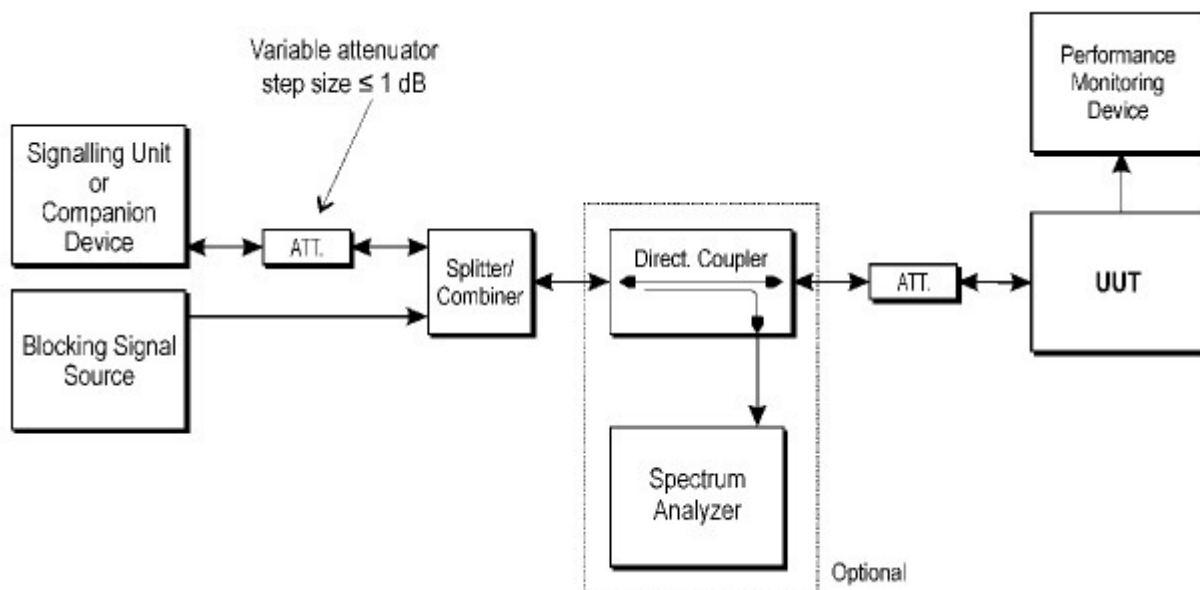 Variable attenuator
step size ≤ 1 dB
Signalling Unit
or
Companion
Device
ATT.
Splitter/
Combiner
Blocking Signal
Source
Direct. Coupler
Spectrum
Analyzer
Optional
ATT.
UUT
Performance
Monitoring
Device